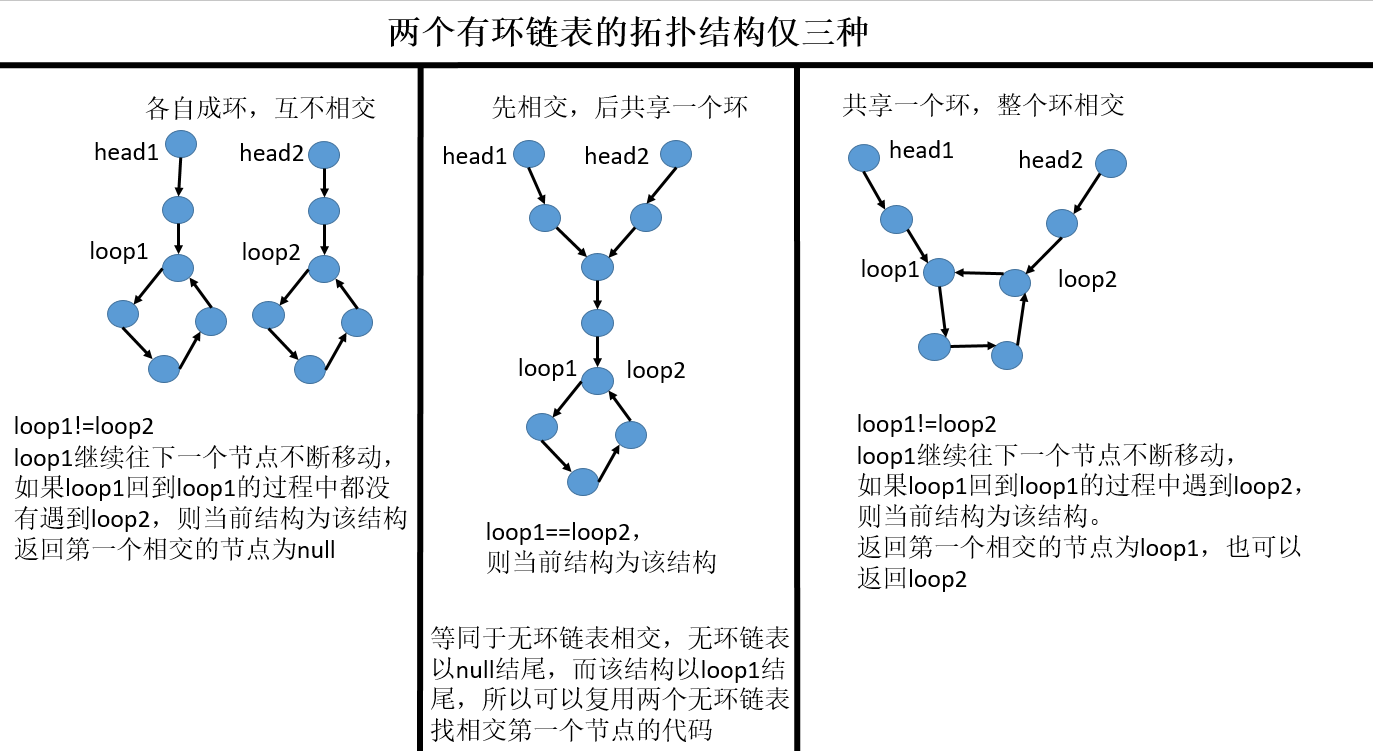 两个有环链表的拓扑结构仅三种
各自成环，互不相交
head1
head2
loop1
loop2
loop1!=loop2
loop1继续往下一个节点不断移动，
如果loop1回到loop1的过程中都没
有遇到loop2，则当前结构为该结构
返回第一个相交的节点为null
先相交，后共享一个环
head1
head2
loop1
loop2
loop1==loop2，
则当前结构为该结构
等同于无环链表相交，无环链表
以null结尾，而该结构以loop1结
尾，所以可以复用两个无环链表
找相交第一个节点的代码
共享一个环，整个环相交
head1
head2
loop1
loop2
loop1!=loop2
loop1继续往下一个节点不断移动，
如果loop1回到loop1的过程中遇到loop2，
则当前结构为该结构。
返回第一个相交的节点为loop1，也可以
返回loop2